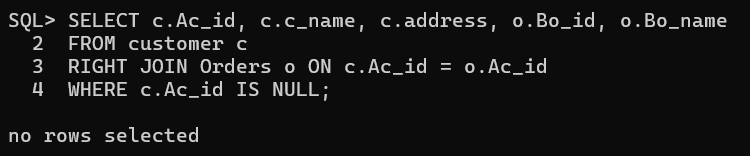 SQL> SELECT c.Ac_id, c.c_name, c.address, o.Bo_id, o.Bo_name
  2  FROM customer c
  3  RIGHT JOIN Orders o ON c.Ac_id = o.Ac_id
  4  WHERE c.Ac_id IS NULL;

no rows selected